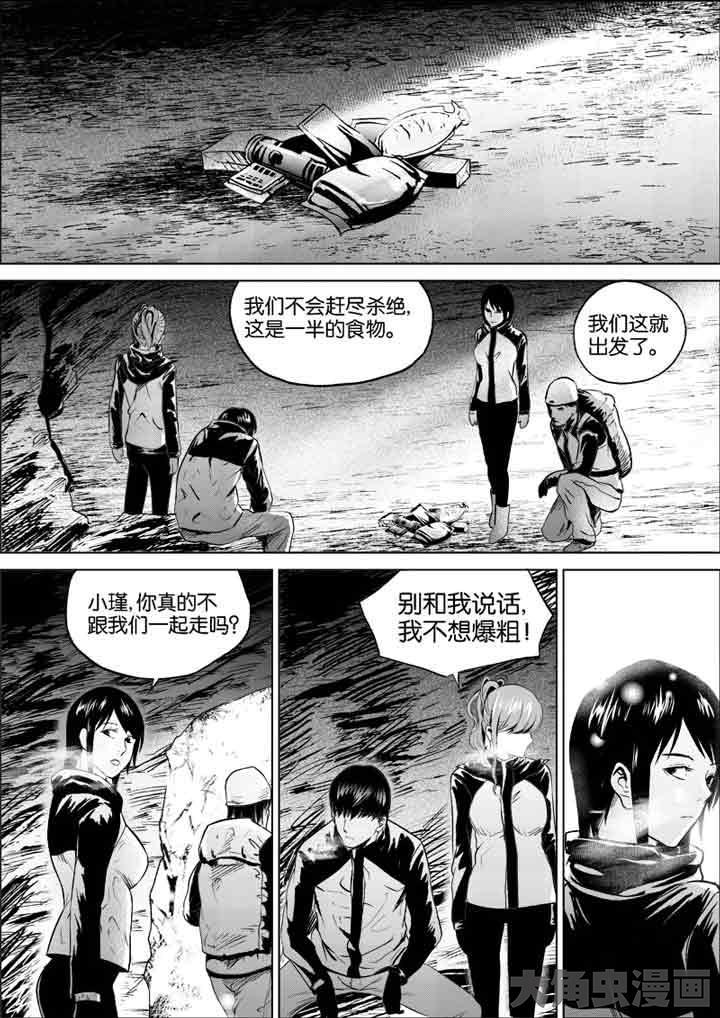 我们不会赶尽杀绝，
这是一半的食物。
我们这就
出发了。
小瑾，你真的不
跟我们一起走吗？
别和我说话，
我不想爆粗！
大角虫漫画